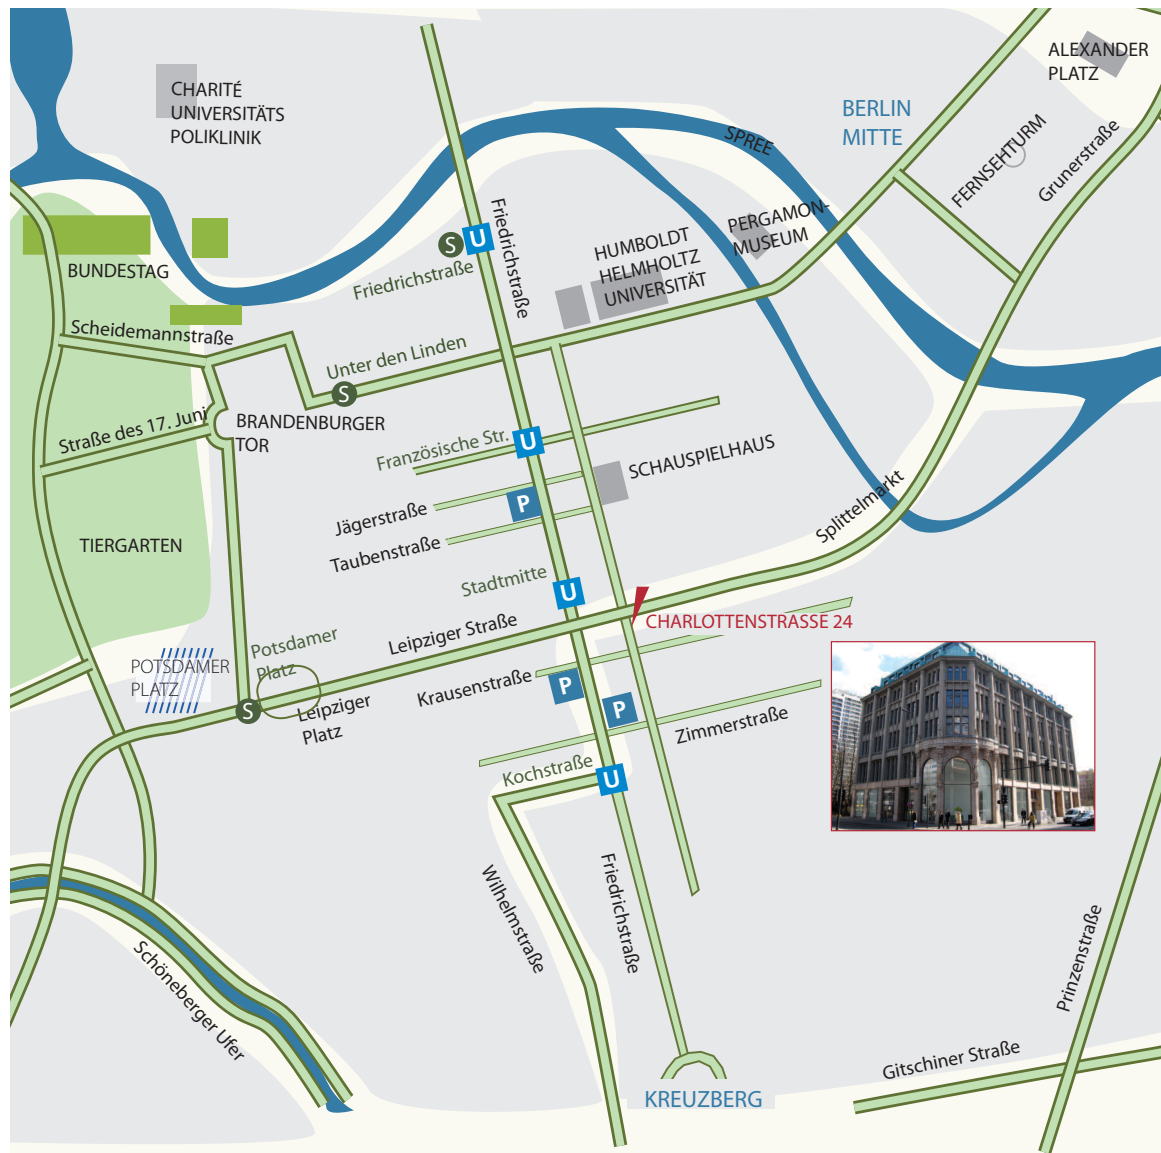 ALEXANDER
PLATZ
CHARITÉ
UNIVERSITÄTS
POLIKLINIK
BERLIN
MITTE
SPREE
FERNSEHTURM
Grunerstraße
Friedrichstraße
U
S
Friedrichstraße
PERGAMON-
MUSEUM
HUMBOLDT
HELMHOLTZ
UNIVERSITÄT
BUNDESTAG
Scheidemannstraße
Unter den Linden
S
Straße des 17. Juni
BRANDENBURGER
TOR
Französische Str.
U
SCHAUSPIELHAUS
Jägerstraße
P
Taubenstraße
Splittelmarkt
TIERGARTEN
Stadtmitte
U
Leipziger Straße
CHARLOTTENSTRASSE 24
POTSDAMER
PLATZ
Potsdamer
Platz
S
Leipziger
Platz
Krausenstraße
P
P
Zimmerstraße
Kochstraße
U
Wilhelmstraße
Friedrichstraße
Schöneberger Ufer
Prinzenstraße
Gitschiner Straße
KREUZBERG